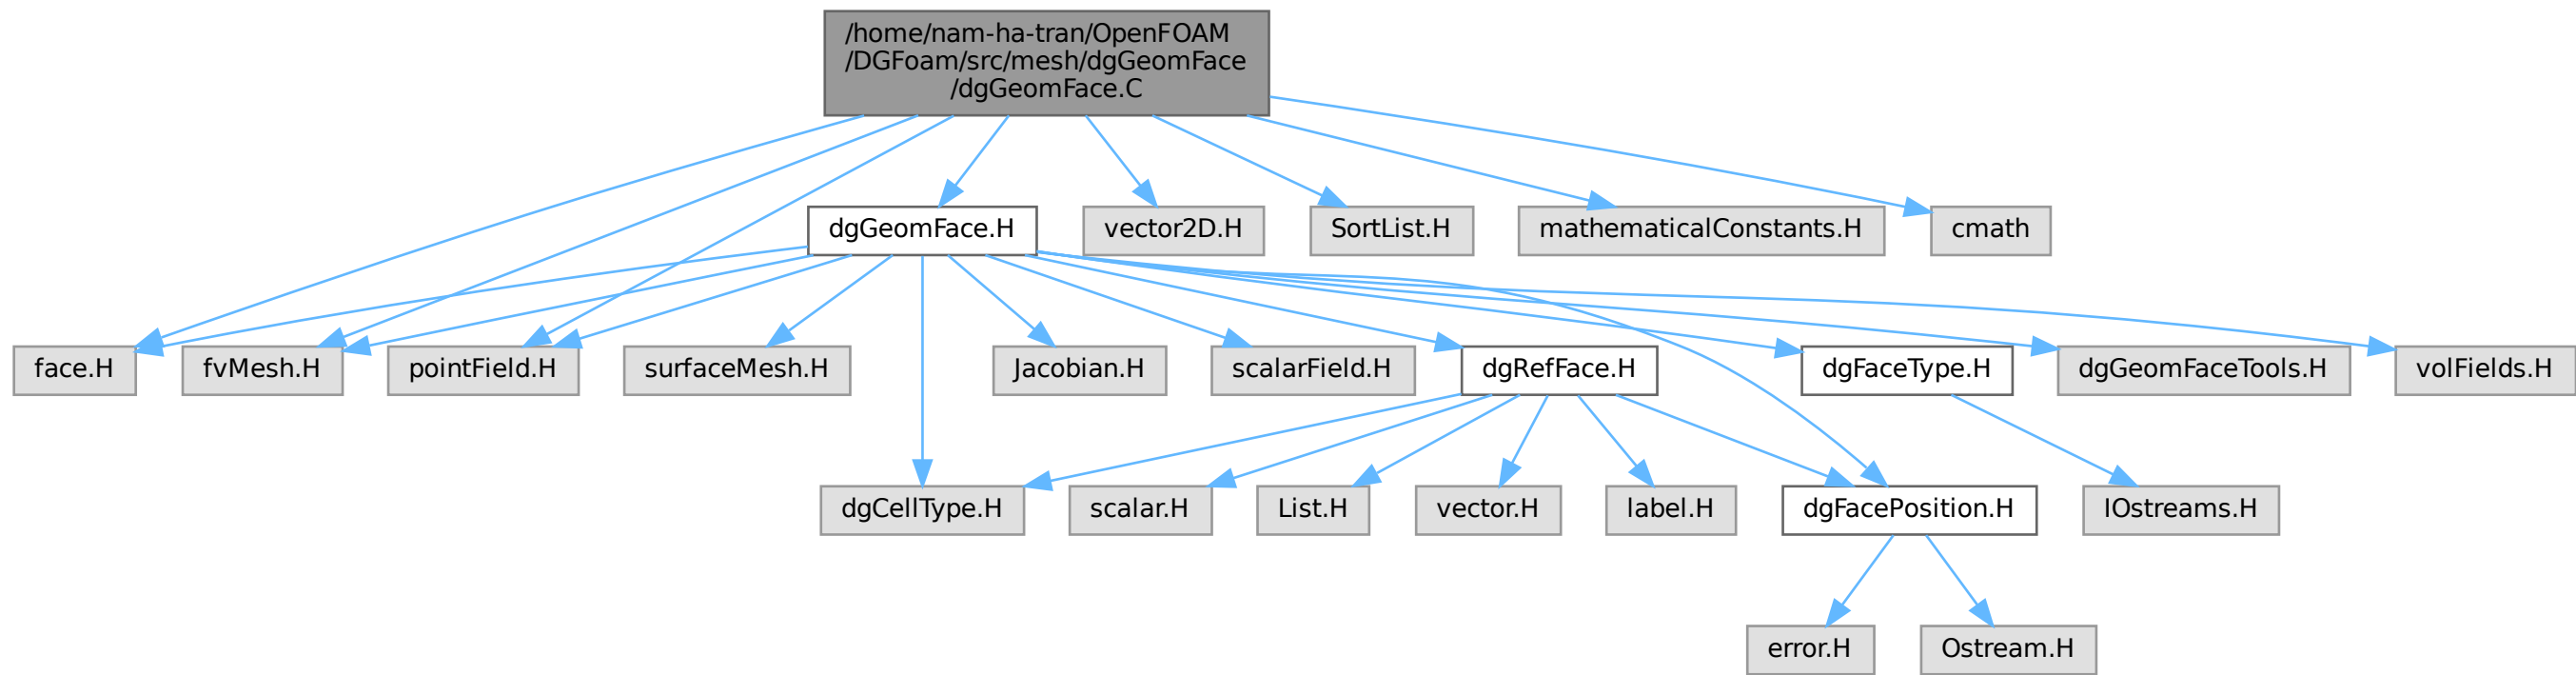 /home/nam-ha-tran/OpenFOAM
/DGFoam/src/mesh/dgGeomFace
/dgGeomFace.C
dgGeomFace.H
vector2D.H
SortList.H
mathematicalConstants.H
cmath
face.H
fvMesh.H
pointField.H
surfaceMesh.H
Jacobian.H
scalarField.H
dgRefFace.H
dgFaceType.H
dgGeomFaceTools.H
volFields.H
dgCellType.H
scalar.H
List.H
vector.H
label.H
dgFacePosition.H
IOstreams.H
error.H
Ostream.H